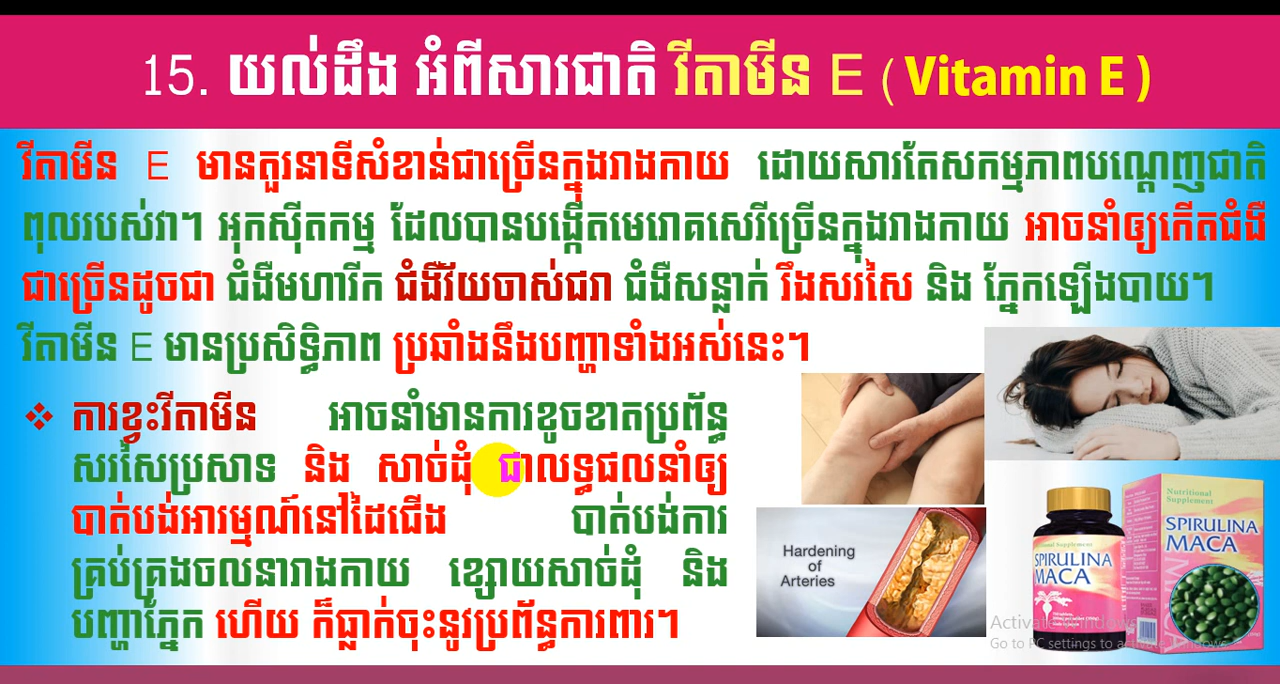 15. យល់ដឹង អំពីសារជាតិ វីតាមីន E ( Vitamin E )
វីតាមីន E មានតួរនាទីសំខាន់ជាច្រើនក្នុងរាងកាយ ដោយសារតែសកម្មភាពបណ្តេញជាតិ
ពុលរបស់វា។ អុកស៊ីតកម្ម ដែលបានបង្កើតមេរោគសេរីច្រើនក្នុងរាងកាយ អាចនាំឲ្យកើតជំងឺ
ជាច្រើនដូចជា ជំងឺមហារីក ជំងឺវ័យចាស់ជរា ជំងឺសន្លាក់ រឹងសរសៃ និង ភ្នែកឡើងបាយ។
វីតាមីន E មានប្រសិទ្ធិភាព ប្រឆាំងនឹងបញ្ហាទាំងអស់នេះ។
❖ ការខ្វះវីតាមីន អាចនាំមានការខូចខាតប្រព័ន្ធ
សរសៃប្រសាទ និង សាច់ដុំ ជាលទ្ធផលនាំឲ្យ
បាត់បង់អារម្មណ៍នៅដៃជើង បាត់បង់ការ
គ្រប់គ្រងចលនារាងកាយ ខ្សោយសាច់ដុំ និង
បញ្ហាភ្នែក ហើយ ក៏ធ្លាក់ចុះនូវប្រព័ន្ធការពារ។
Hardening
of
Arteries
Nutritional Supplement
SPIRULINA
MACA
Nutritional
Supplement
SPIRULINA
MACA
Activate Windows
Go to PC settings to activate Windows